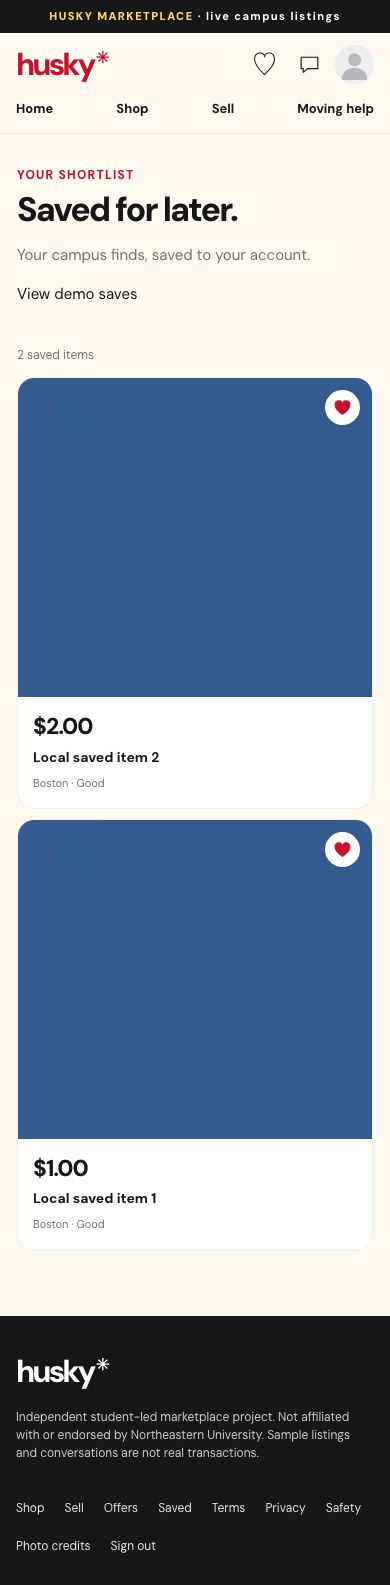 HUSKY MARKETPLACE · live campus listings
husky*
Home Shop Sell Moving help
YOUR SHORTLIST
Saved for later.
Your campus finds, saved to your account.
View demo saves
2 saved items
$2.00
Local saved item 2
Boston · Good
$1.00
Local saved item 1
Boston · Good
husky*
Independent student-led marketplace project. Not affiliated
with or endorsed by Northeastern University. Sample listings
and conversations are not real transactions.
Shop Sell Offers Saved Terms Privacy Safety
Photo credits Sign out